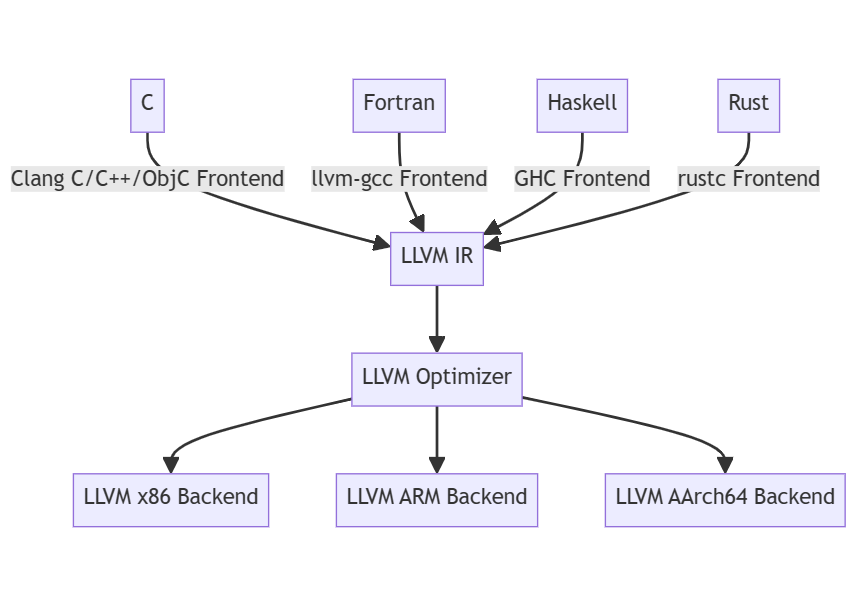 C
Fortran
Haskell
Rust
Clang C/C++/ObjC Frontend
llvm-gcc Frontend
GHC Frontend
rustc Frontend
LLVM IR
LLVM Optimizer
LLVM x86 Backend
LLVM ARM Backend
LLVM AArch64 Backend